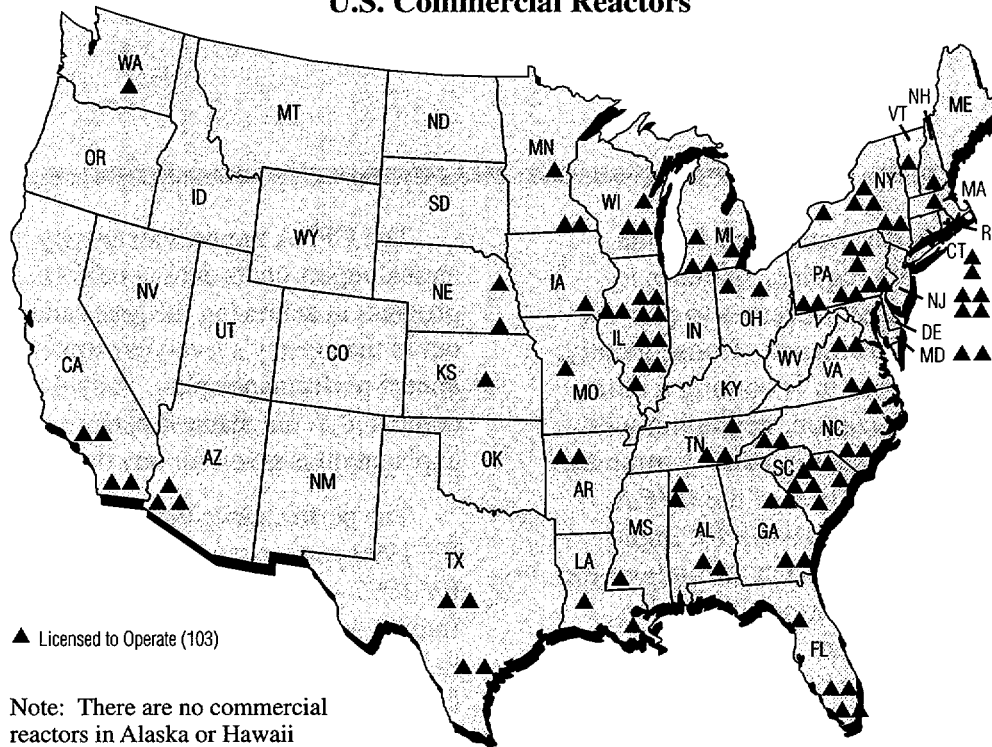 U.S. Commercial Reactors
WA
MT
ND
MN
VT
NH
ME
OR
ID
SD
WI
MI
NY
MA
R
CT
WY
NE
IA
PA
NJ
NV
UT
CO
IL
IN
OH
DE
MD
CA
KS
MO
KY
WV
VA
AZ
NM
OK
AR
TN
NC
SC
TX
LA
MS
AL
GA
FL
Licensed to Operate (103)
Note: There are no commercial
reactors in Alaska or Hawaii